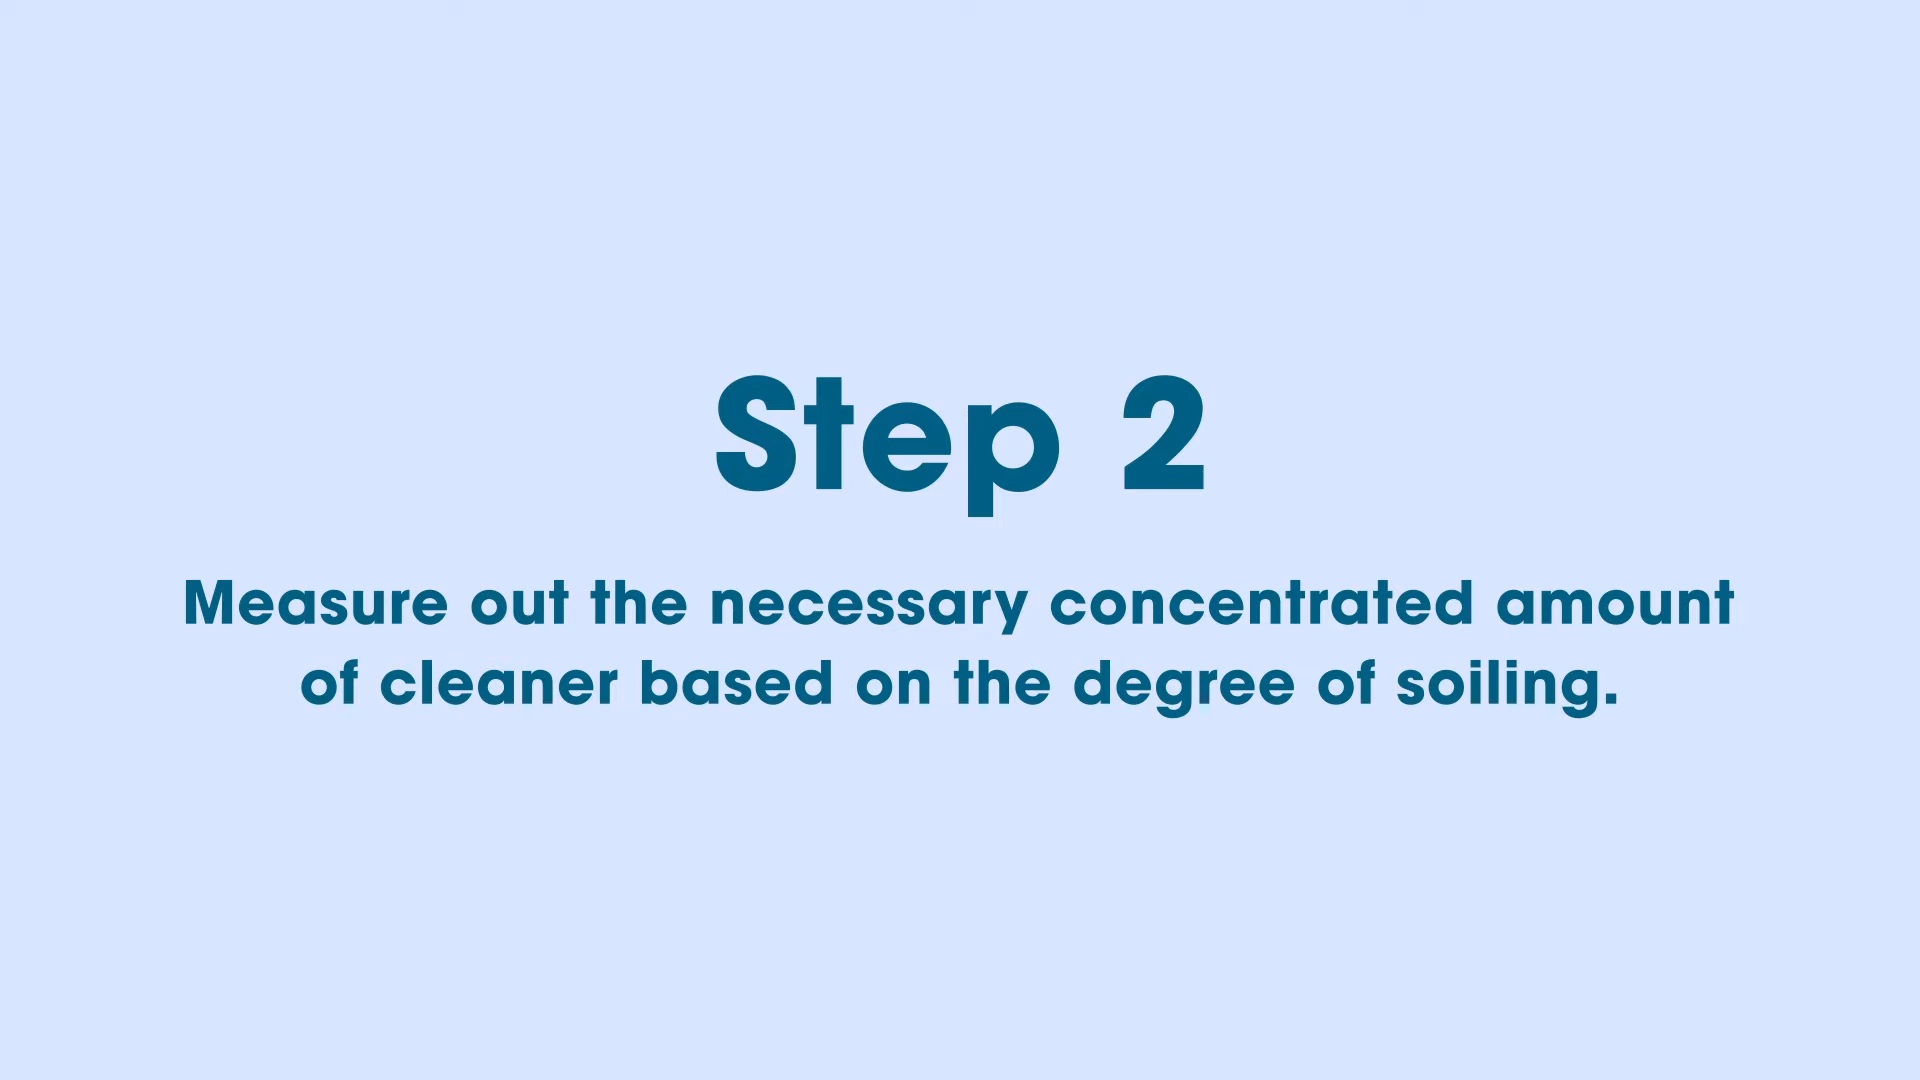 Step 2
Measure out the necessary concentrated amount
of cleaner based on the degree of soiling.